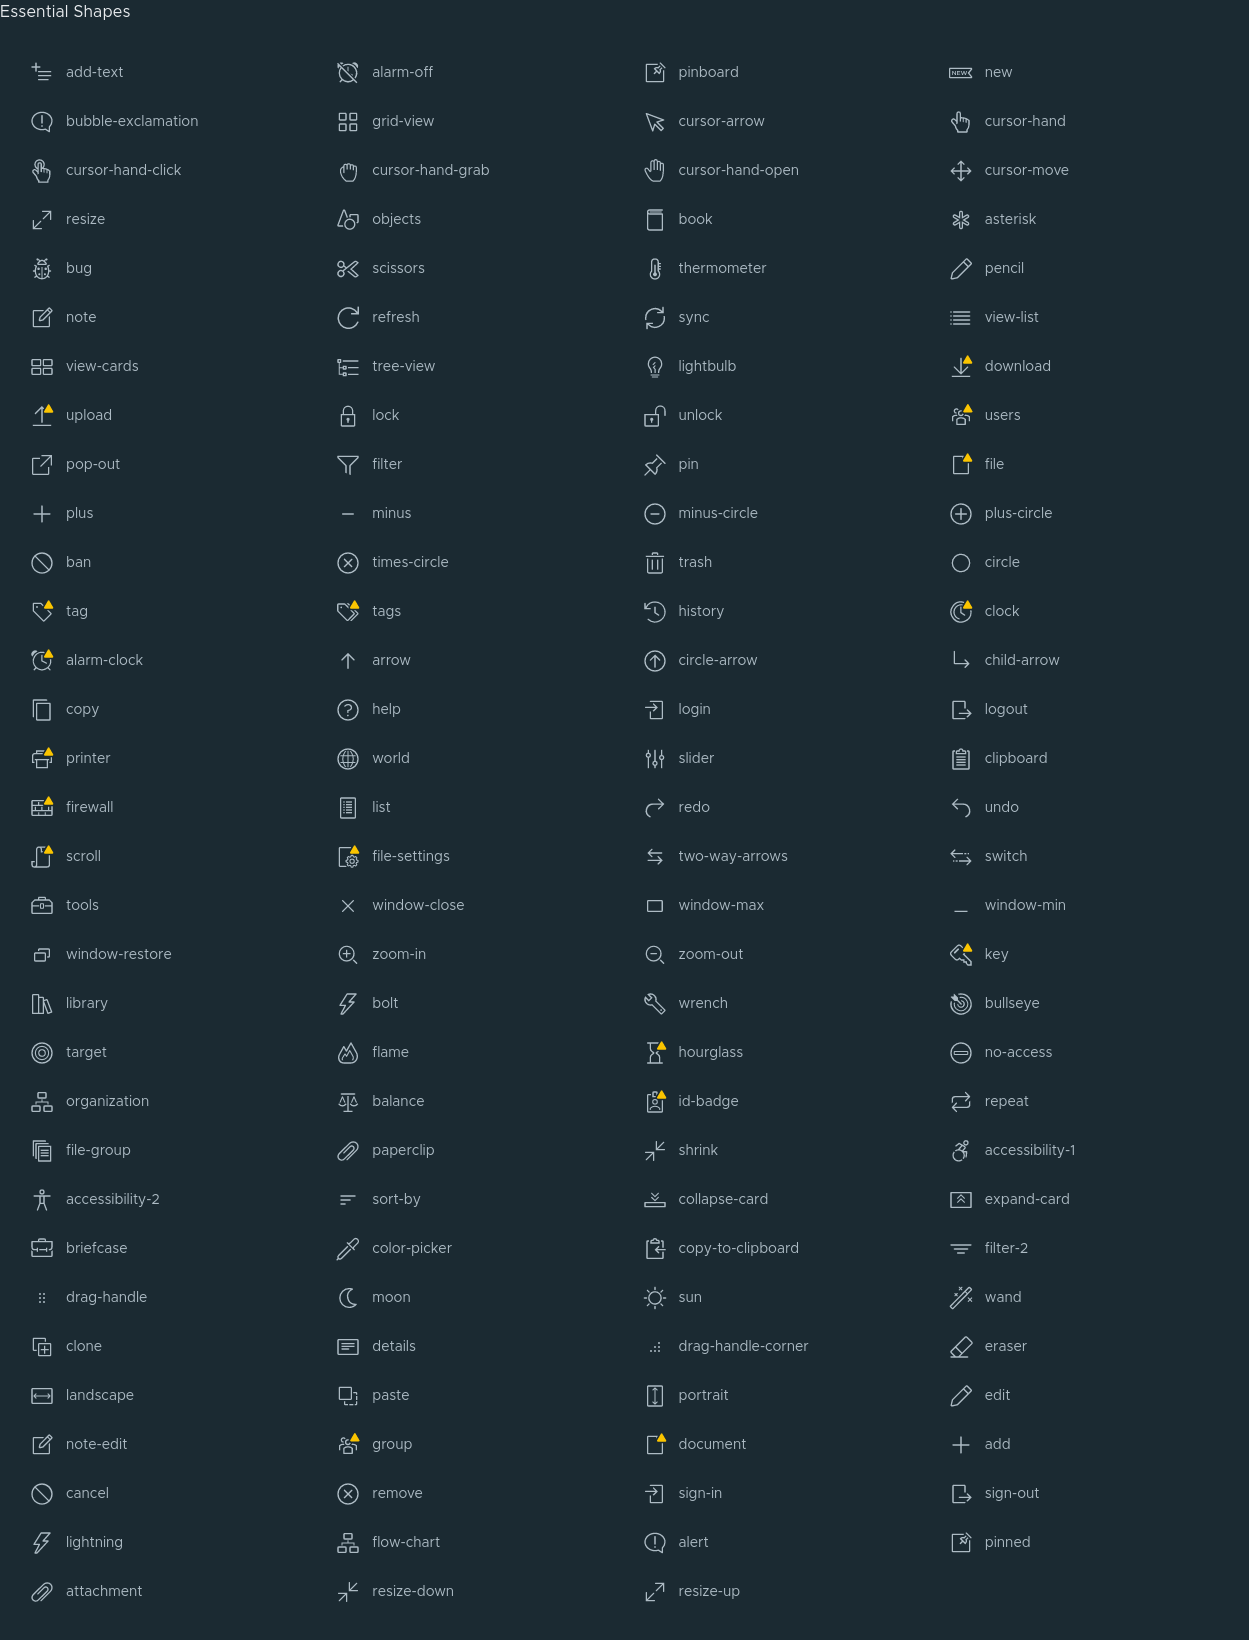 Essential Shapes
add-text alarm-off pinboard NEW new
bubble-exclamation grid-view cursor-arrow cursor-hand
cursor-hand-click cursor-hand-grab cursor-hand-open cursor-move
resize objects book asterisk
bug scissors thermometer pencil
note refresh sync view-list
view-cards tree-view lightbulb download
upload lock unlock users
pop-out filter pin file
plus minus minus-circle plus-circle
ban times-circle trash circle
tag tags history clock
alarm-clock arrow circle-arrow child-arrow
copy help login logout
printer world slider clipboard
firewall list redo undo
scroll file-settings two-way-arrows switch
tools window-close window-max window-min
window-restore zoom-in zoom-out key
library bolt wrench bullseye
target flame hourglass no-access
organization balance id-badge repeat
file-group paperclip shrink accessibility-1
accessibility-2 sort-by collapse-card expand-card
briefcase color-picker copy-to-clipboard filter-2
drag-handle moon sun wand
clone details drag-handle-corner eraser
landscape paste portrait edit
note-edit group document add
cancel remove sign-in sign-out
lightning flow-chart alert pinned
attachment resize-down resize-up